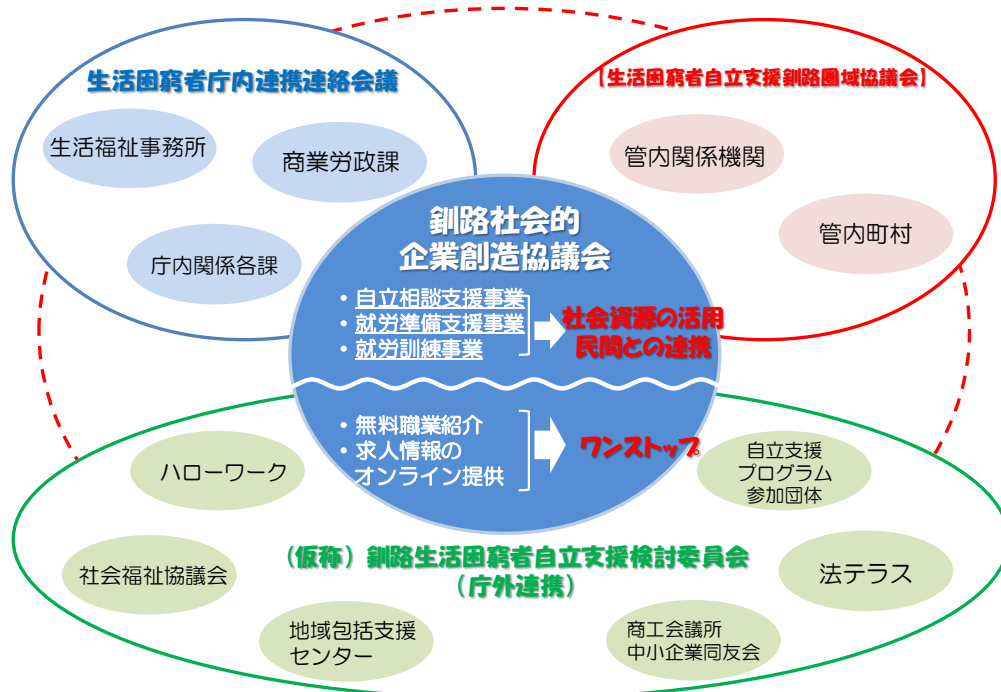 生活困窮者庁内連携連絡会議
生活福祉事務所
商業労政課
庁内関係各課
【生活困窮者自立支援釧路圏域協議会】
管内関係機関
管内町村
釧路社会的
企業創造協議会
・自立相談支援事業
・就労準備支援事業
・就労訓練事業
社会資源の活用
民間との連携
・無料職業紹介
・求人情報の
オンライン提供
ワンストップ
ハローワーク
自立支援
プログラム
参加団体
社会福祉協議会
(仮称)釧路生活困窮者自立支援検討委員会
(庁外連携)
法テラス
地域包括支援
センター
商工会議所
中小企業同友会